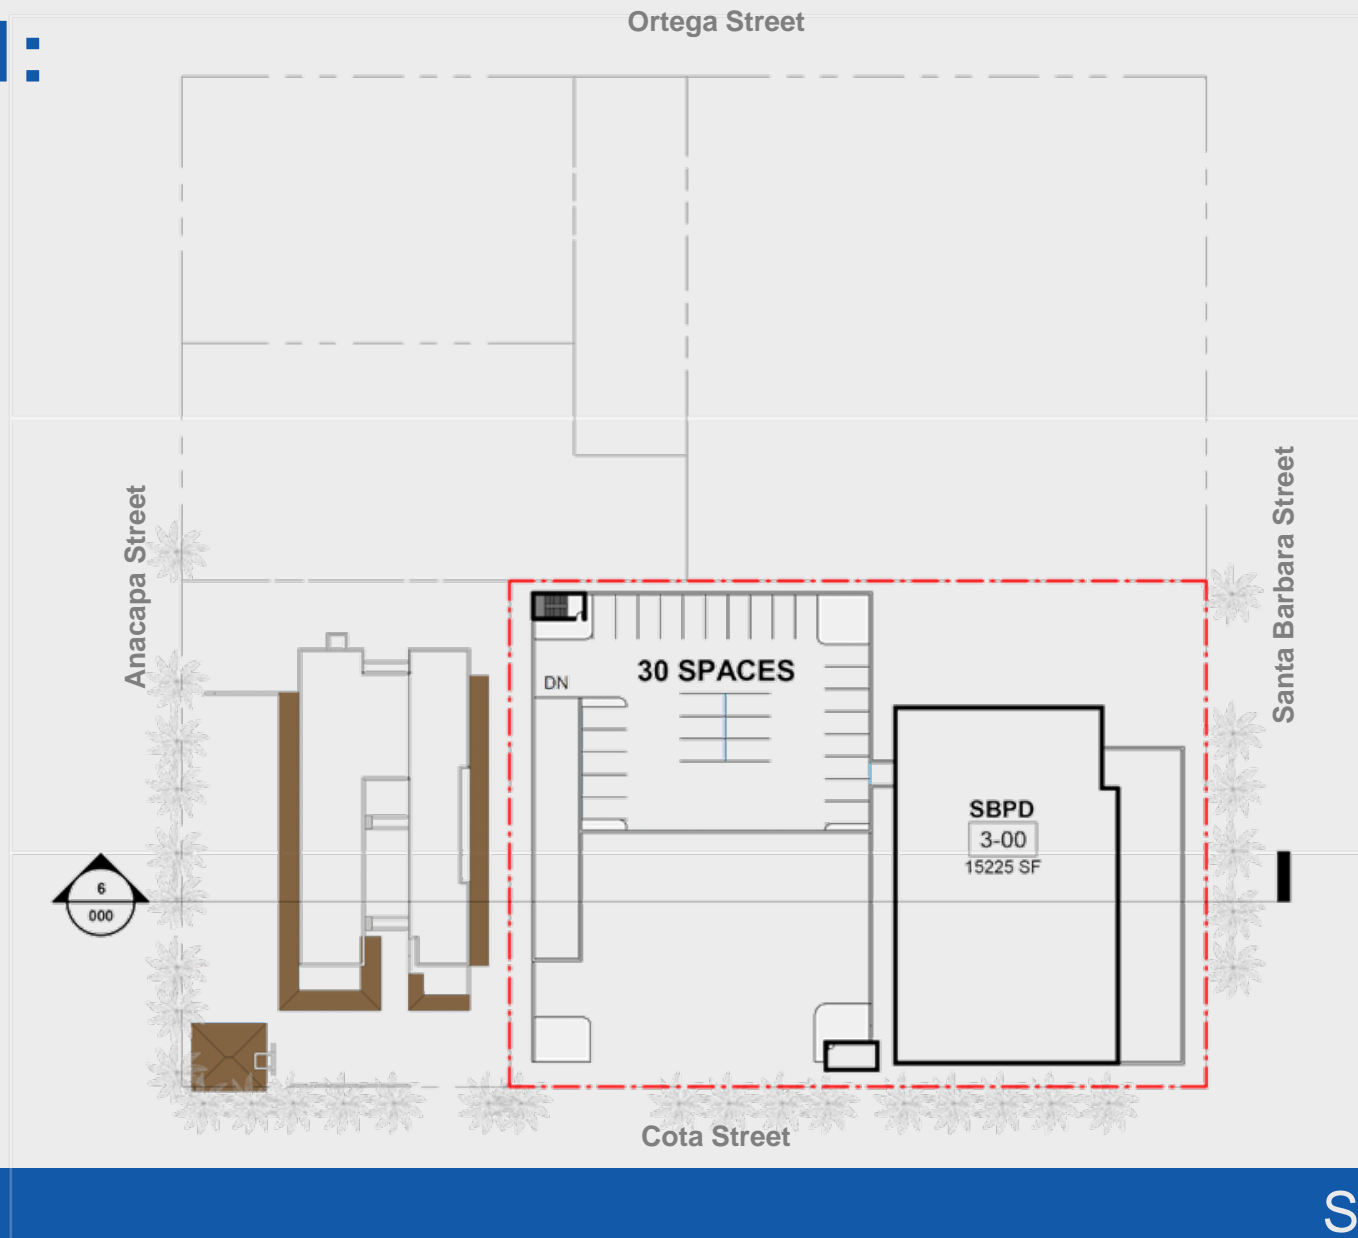 Ortega Street
Anacapa Street
Santa Barbara Street
30 SPACES
DN
SBPD
3-00
15225 SF
6
000
Cota Street
S